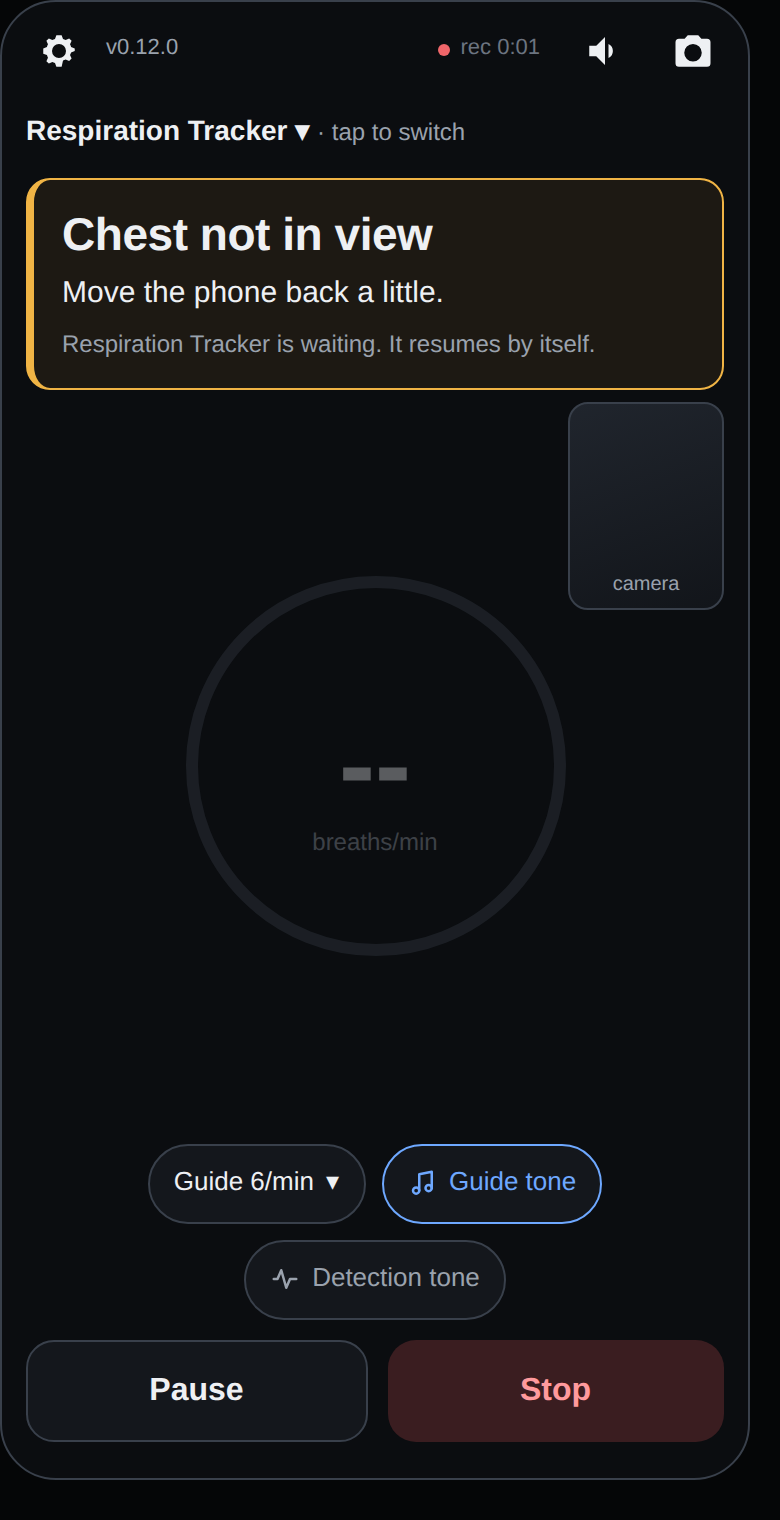 v0.12.0
rec 0:01
Respiration Tracker ▾ · tap to switch
Chest not in view
Move the phone back a little.
Respiration Tracker is waiting. It resumes by itself.
camera
--
breaths/min
Guide 6/min ▾
Guide tone
Detection tone
Pause
Stop